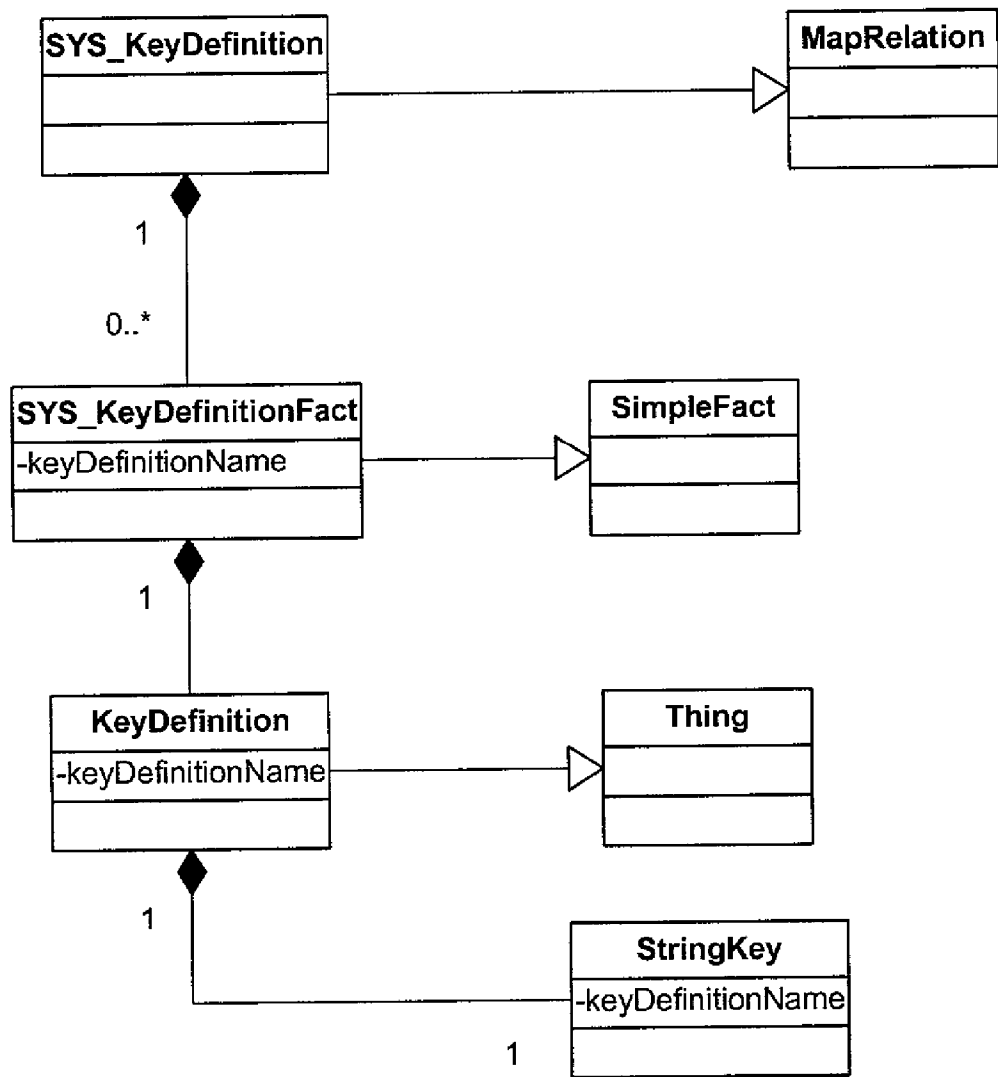 SYS_KeyDefinition
MapRelation
1
0..*
SYS_KeyDefinitionFact
-keyDefinitionName
SimpleFact
1
KeyDefinition
-keyDefinitionName
Thing
1
StringKey
-keyDefinitionName
1